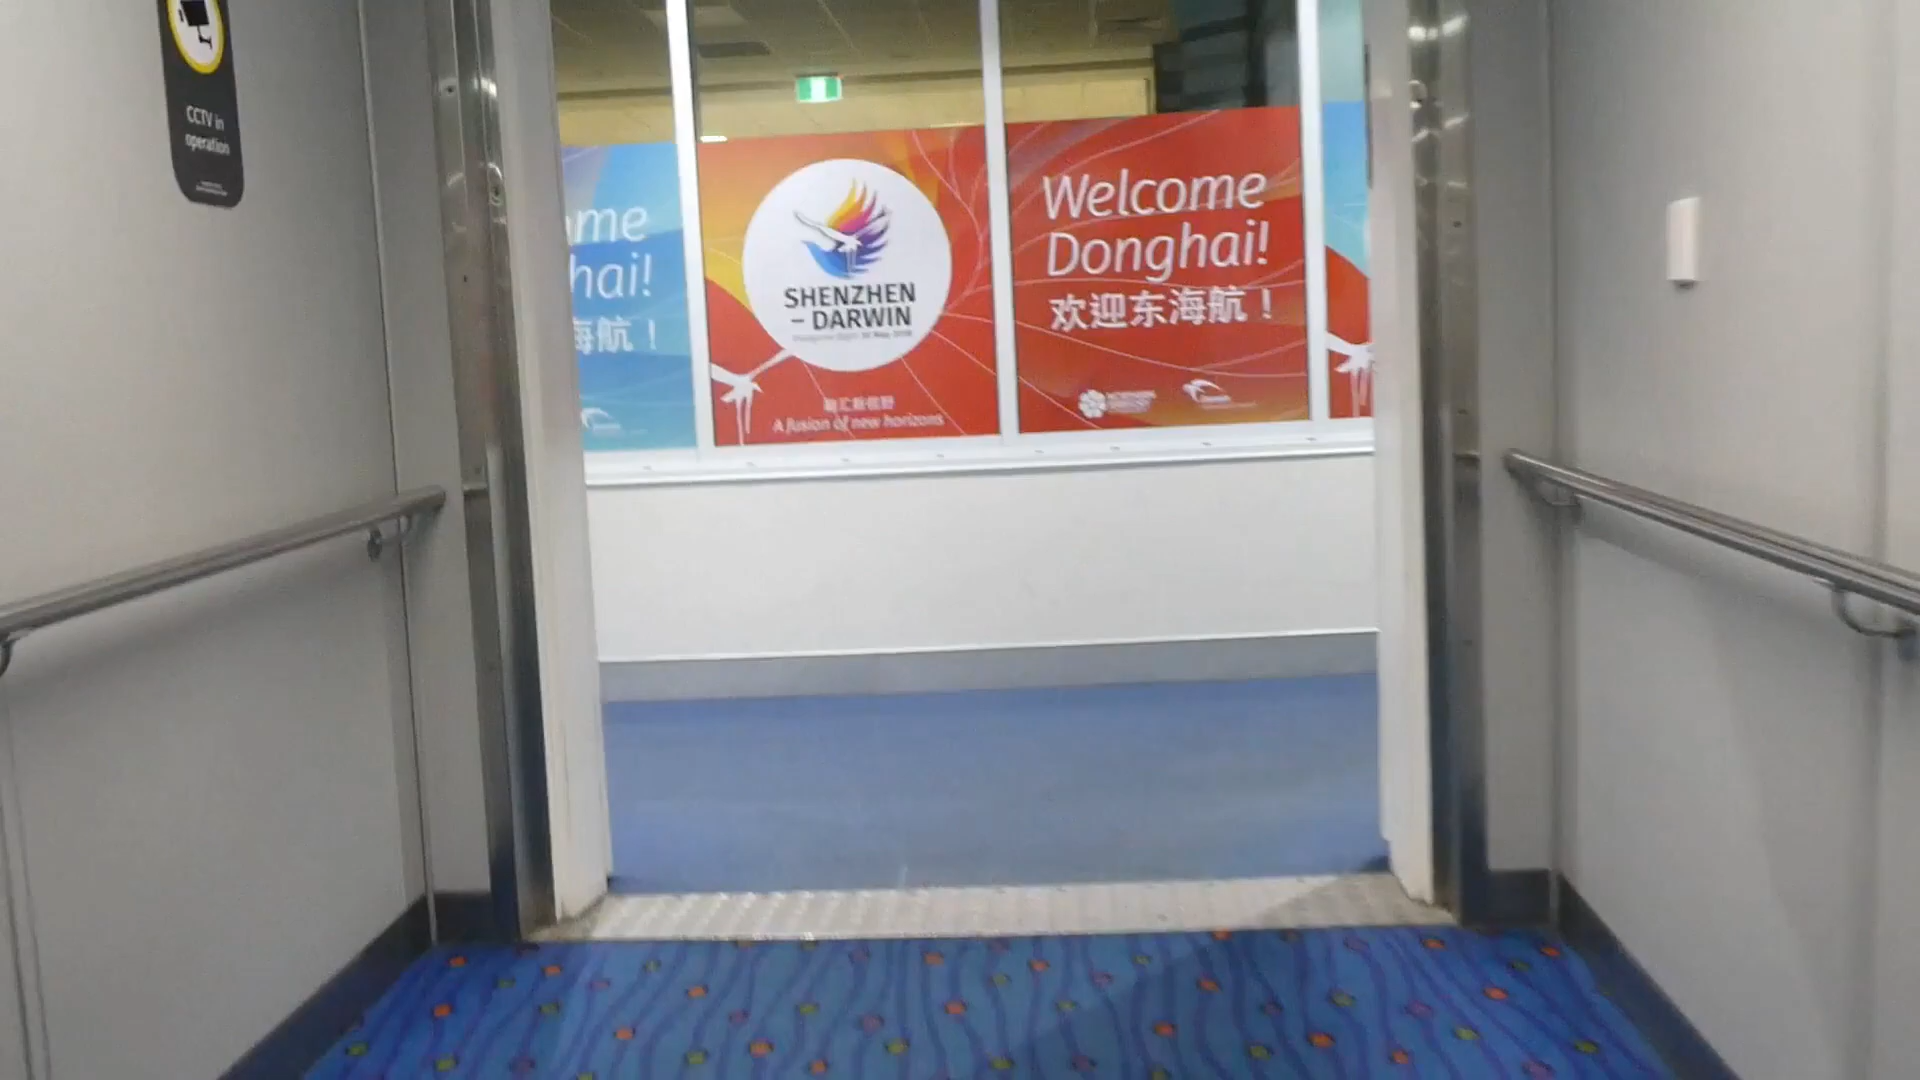 CCTV in
operation
ome
hai!
海航！
SHENZHEN
– DARWIN
A fusion of new horizons
Welcome
Donghai!
欢迎东海航！